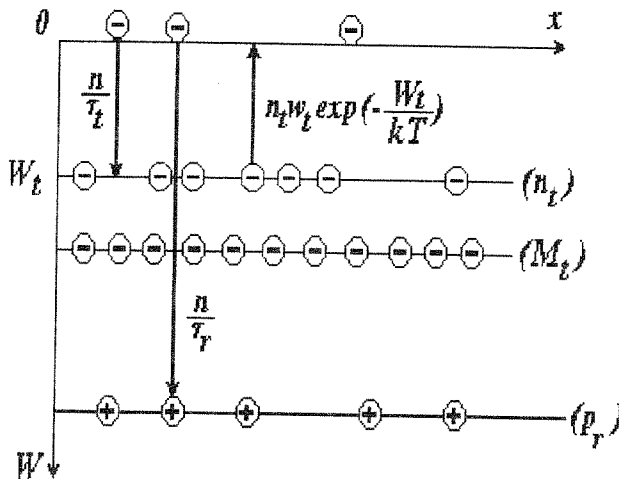 0 x
n/τ_t n_t w_t exp(-W_t/kT)
W_t (n_t)
(M_t)
n/τ_r
(p_r)
W